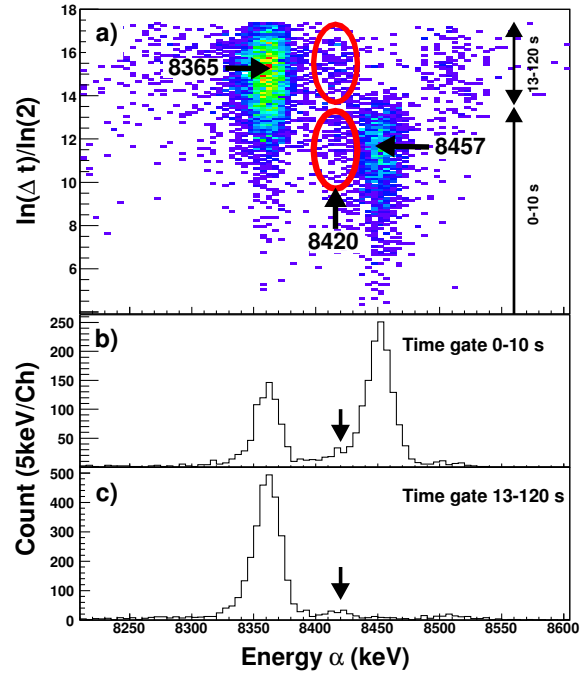 a)
ln(Δ t)/ln(2)
18
16
14
12
10
8
6
8365
8457
8420
13-120 s
0-10 s
b)
Time gate 0-10 s
250
200
150
100
50
Count (5keV/Ch)
c)
Time gate 13-120 s
500
400
300
200
100
0
8250 8300 8350 8400 8450 8500 8550 8600
Energy α (keV)